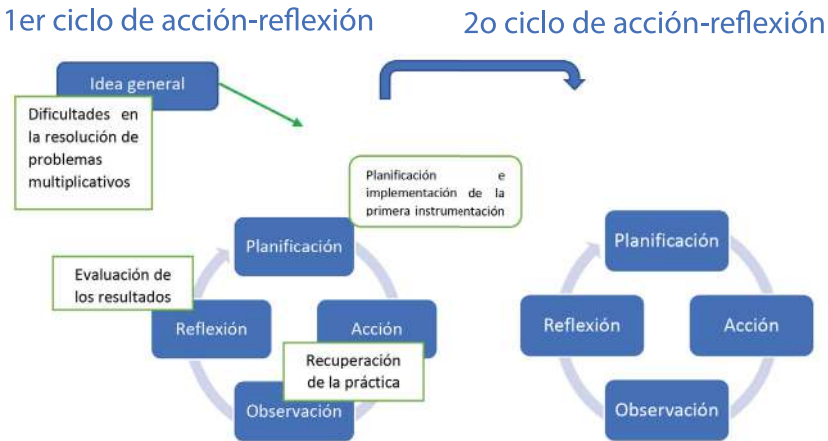 1er ciclo de acción-reflexión
2o ciclo de acción-reflexión
Idea general
Dificultades en
la resolución de
problemas
multiplicativos
Planificación e
implementación de la
primera instrumentación
Planificación
Evaluación de
los resultados
Reflexión
Acción
Recuperación
de la práctica
Observación
Planificación
Reflexión
Acción
Observación